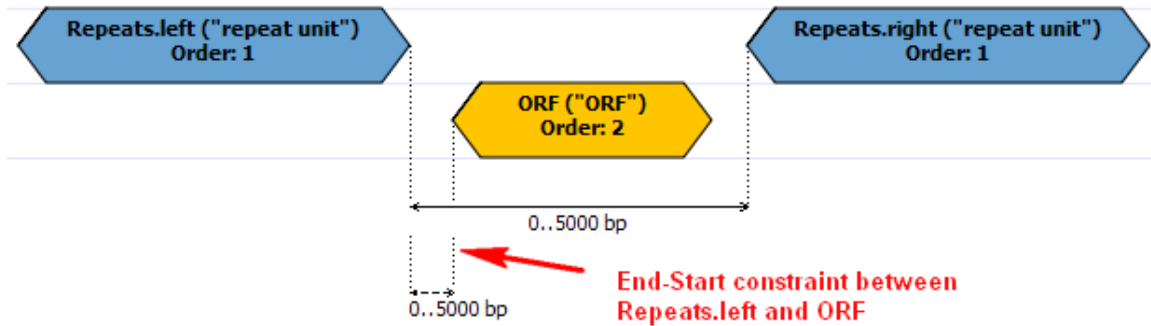 Repeats.left ("repeat unit")
Order: 1
Repeats.right ("repeat unit")
Order: 1
ORF ("ORF")
Order: 2
0..5000 bp
0..5000 bp
End-Start constraint between
Repeats.left and ORF